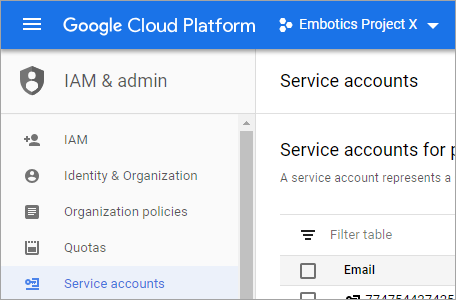 Google Cloud Platform
Embotics Project X
IAM & admin
Service accounts
IAM
Identity & Organization
Organization policies
Quotas
Service accounts
Service accounts for
A service account represents a
Filter table
Email